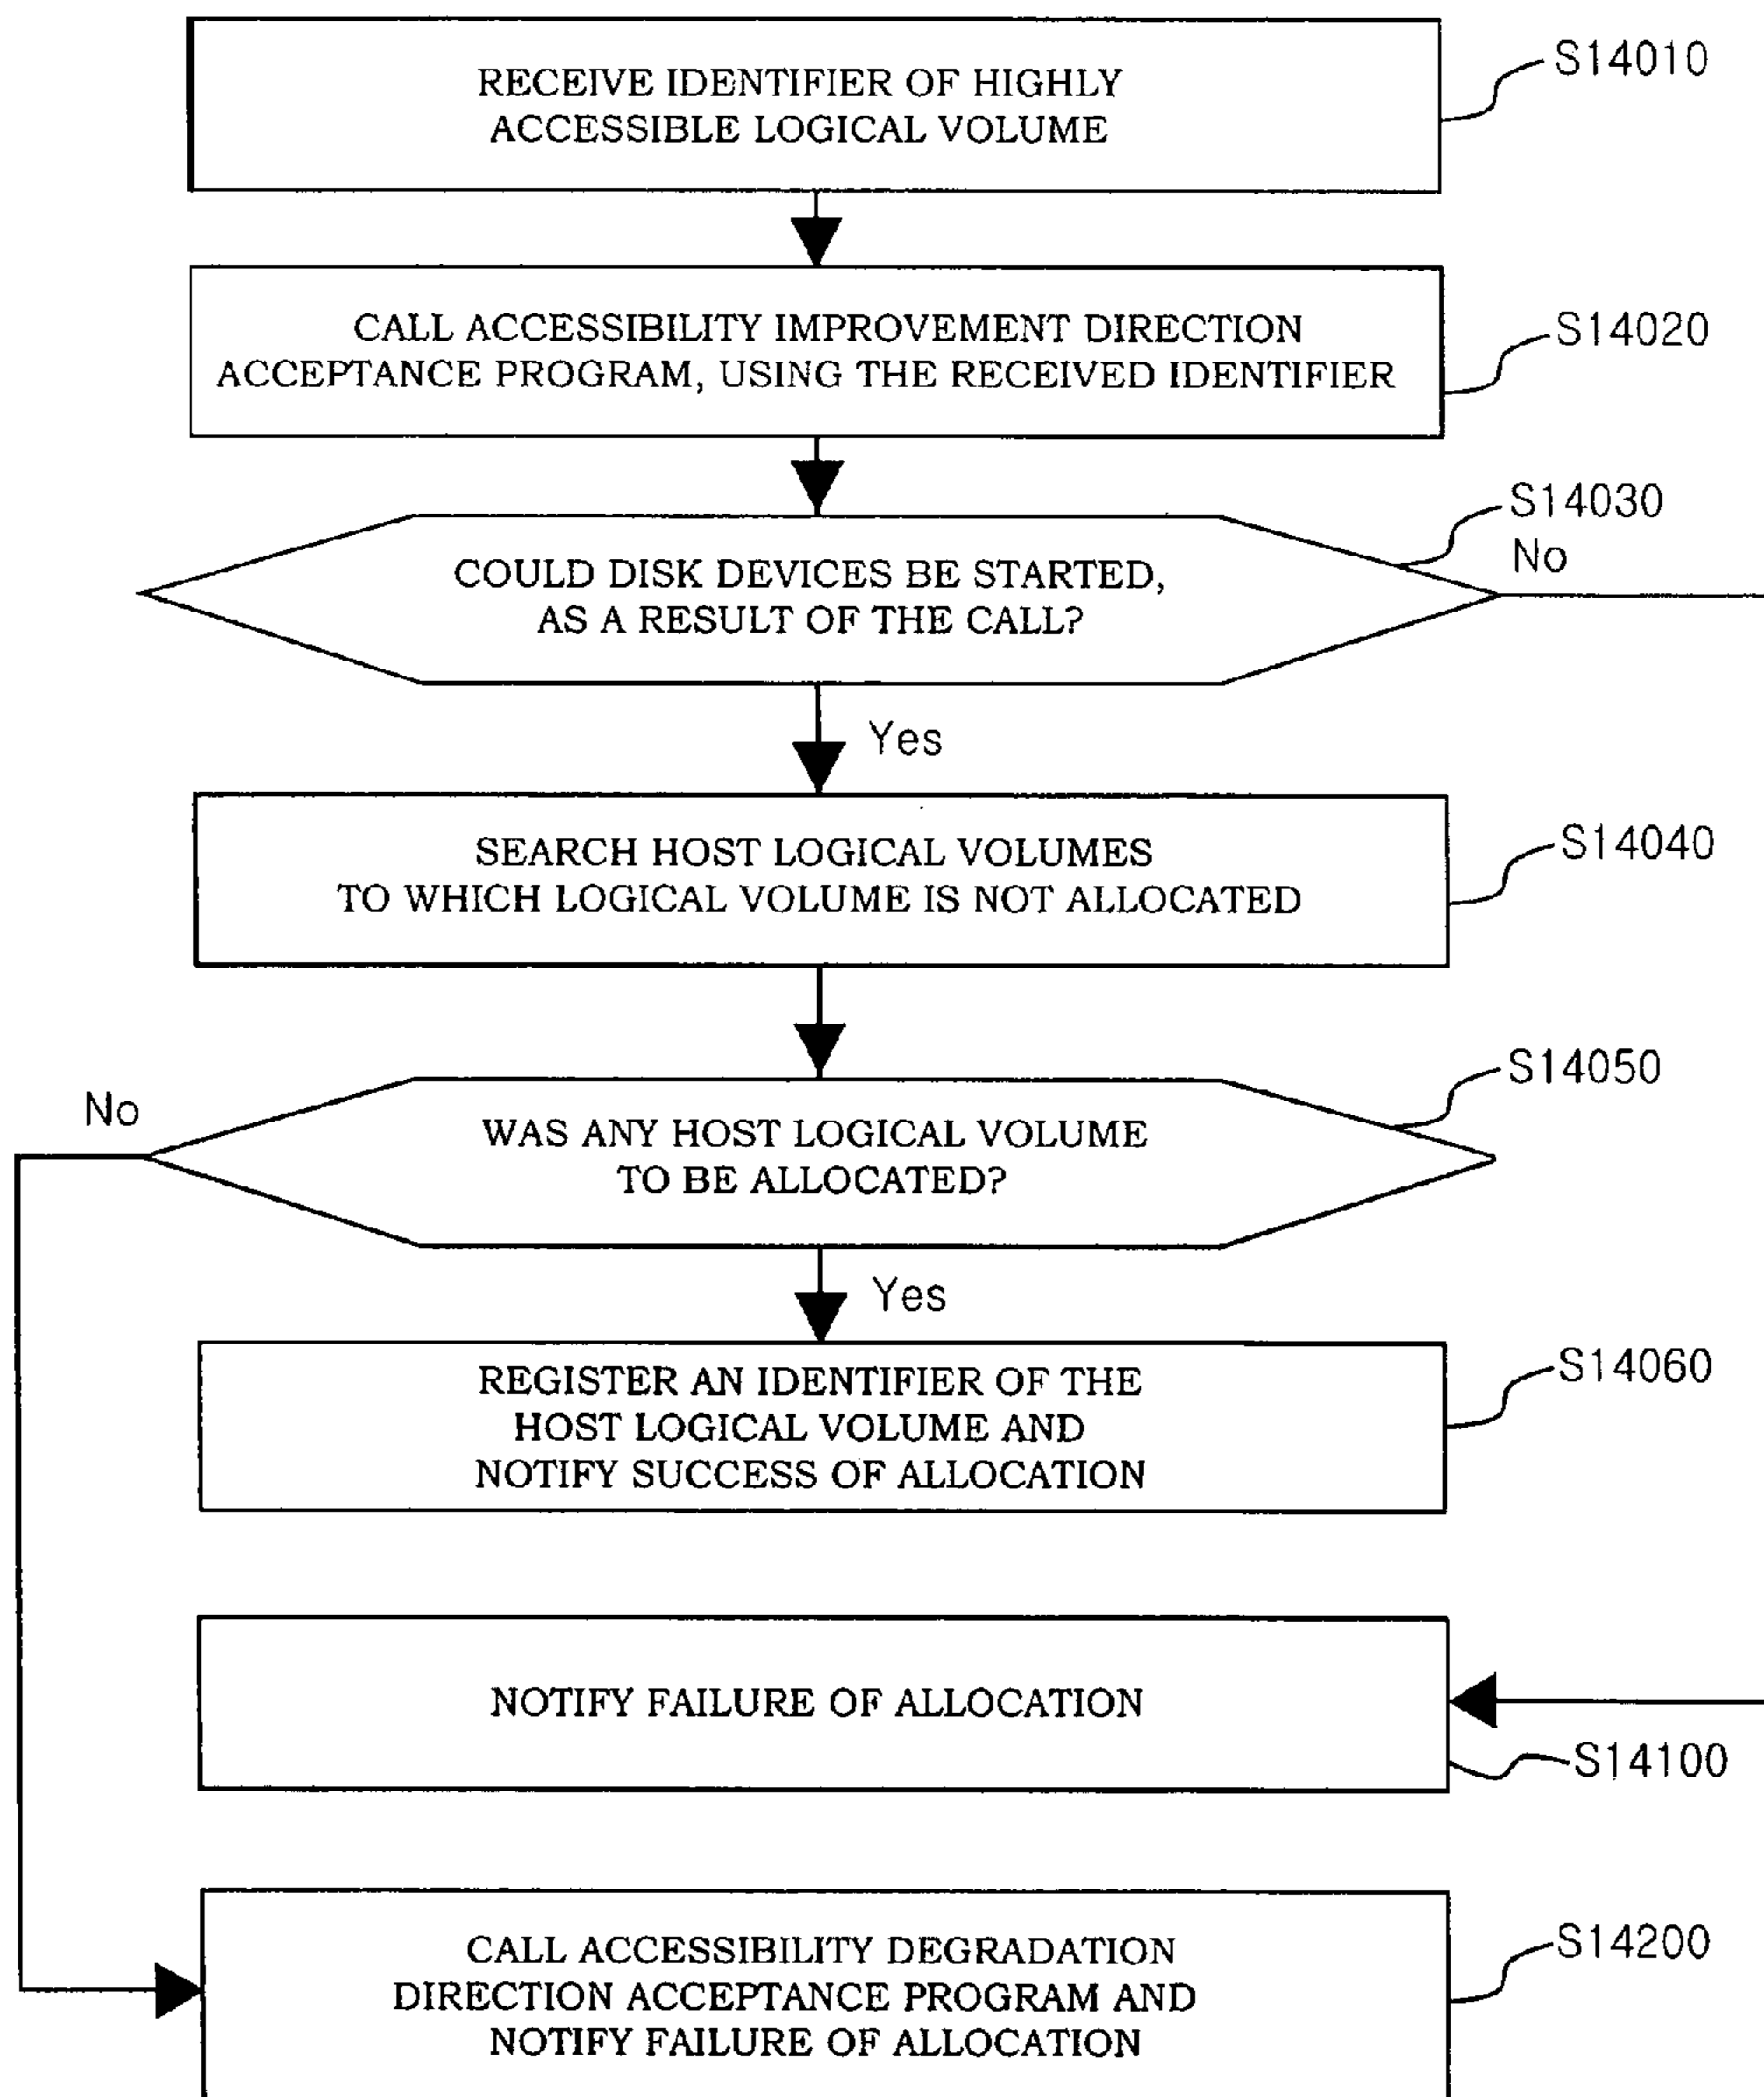 RECEIVE IDENTIFIER OF HIGHLY
ACCESSIBLE LOGICAL VOLUME
S14010
CALL ACCESSIBILITY IMPROVEMENT DIRECTION
ACCEPTANCE PROGRAM, USING THE RECEIVED IDENTIFIER
S14020
S14030
No
COULD DISK DEVICES BE STARTED,
AS A RESULT OF THE CALL?
Yes
SEARCH HOST LOGICAL VOLUMES
TO WHICH LOGICAL VOLUME IS NOT ALLOCATED
S14040
S14050
No
WAS ANY HOST LOGICAL VOLUME
TO BE ALLOCATED?
Yes
REGISTER AN IDENTIFIER OF THE
HOST LOGICAL VOLUME AND
NOTIFY SUCCESS OF ALLOCATION
S14060
NOTIFY FAILURE OF ALLOCATION
S14100
CALL ACCESSIBILITY DEGRADATION
DIRECTION ACCEPTANCE PROGRAM AND
NOTIFY FAILURE OF ALLOCATION
S14200